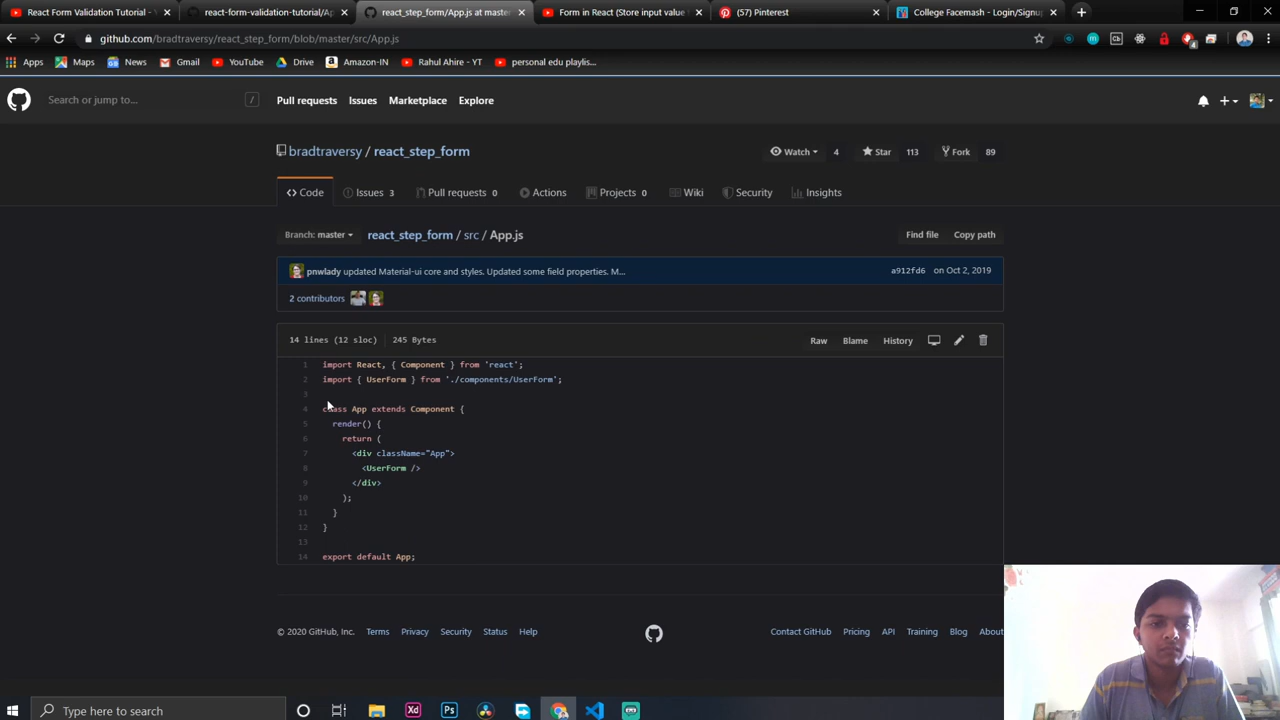 React Form Validation Tutorial -
react-form-validation-tutorial/Ap
react_step_form/App.js at master
Form in React (Store input value
(57) Pinterest
College Facemash - Login/Signup
github.com/bradtraversy/react_step_form/blob/master/src/App.js
Apps
Maps
News
Gmail
YouTube
Drive
Amazon-IN
Rahul Ahire - YT
personal edu playlis...
Search or jump to...
/
Pull requests
Issues
Marketplace
Explore
bradtraversy / react_step_form
Watch
4
Star
113
Fork
89
<> Code
Issues 3
Pull requests 0
Actions
Projects 0
Wiki
Security
Insights
Branch: master
react_step_form / src / App.js
Find file
Copy path
pnwlady updated Material-ui core and styles. Updated some field properties. M...
a912fd6 on Oct 2, 2019
2 contributors
14 lines (12 sloc)
245 Bytes
Raw
Blame
History
1 import React, { Component } from 'react';
2 import { UserForm } from './components/UserForm';
3
4 class App extends Component {
5 render() {
6 return (
7 <div className="App">
8 <UserForm />
9 </div>
10 );
11 }
12 }
13
14 export default App;
© 2020 GitHub, Inc.
Terms
Privacy
Security
Status
Help
Contact GitHub
Pricing
API
Training
Blog
About
Type here to search
Xd
Ps